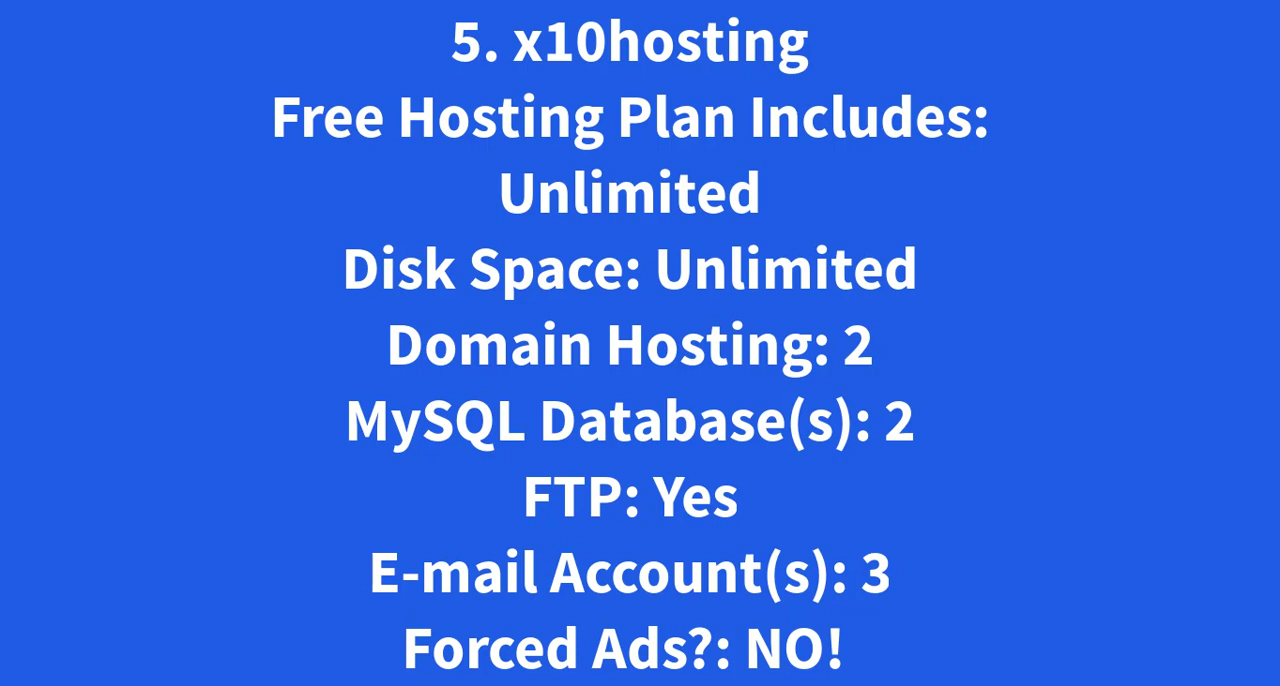 5. x10hosting
Free Hosting Plan Includes:
Unlimited
Disk Space: Unlimited
Domain Hosting: 2
MySQL Database(s): 2
FTP: Yes
E-mail Account(s): 3
Forced Ads?: NO!